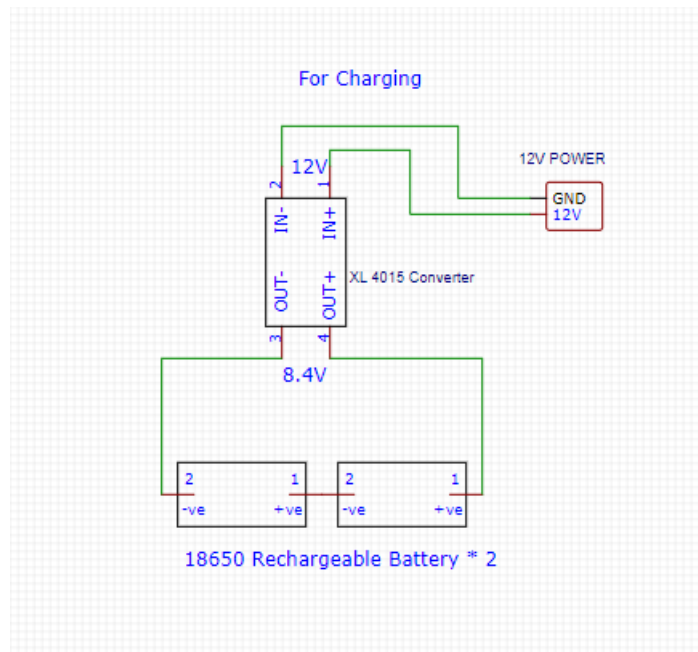 For Charging
12V POWER
12V
2
1
GND
12V
IN-
IN+
XL 4015 Converter
OUT-
OUT+
3
4
8.4V
2
1
2
1
-ve
+ve
-ve
+ve
18650 Rechargeable Battery * 2